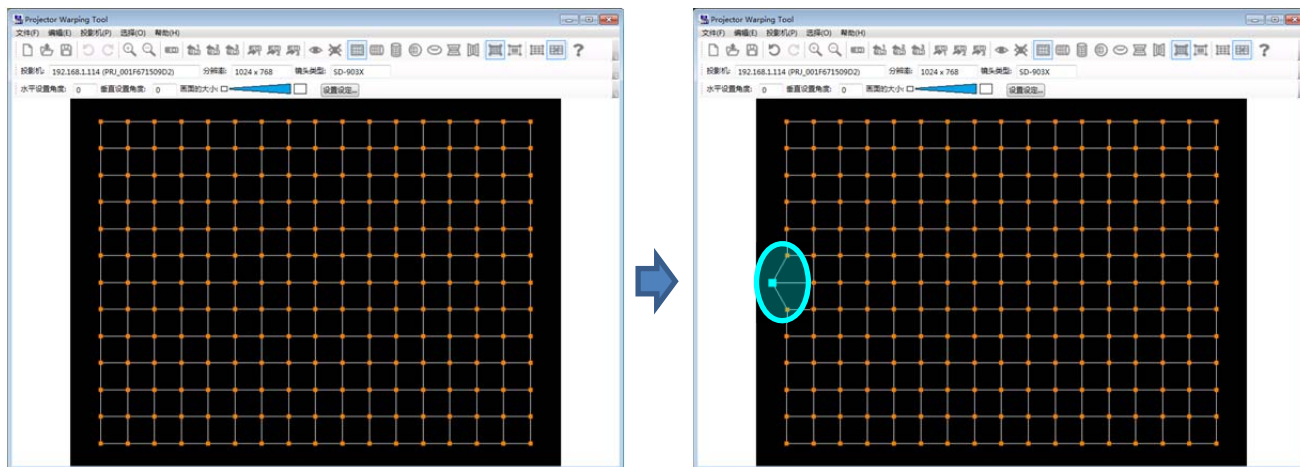 Projector Warping Tool
文件(F) 编辑(E) 投影机(P) 选择(O) 帮助(H)
投影机: 192.168.1.114 (PRJ_001F671509D2) 分辨率: 1024 x 768 镜头类型: SD-903X
水平设置角度: 0 垂直设置角度: 0 画面的大小: 设置设定...
Projector Warping Tool
文件(F) 编辑(E) 投影机(P) 选择(O) 帮助(H)
投影机: 192.168.1.114 (PRJ_001F671509D2) 分辨率: 1024 x 768 镜头类型: SD-903X
水平设置角度: 0 垂直设置角度: 0 画面的大小: 设置设定...